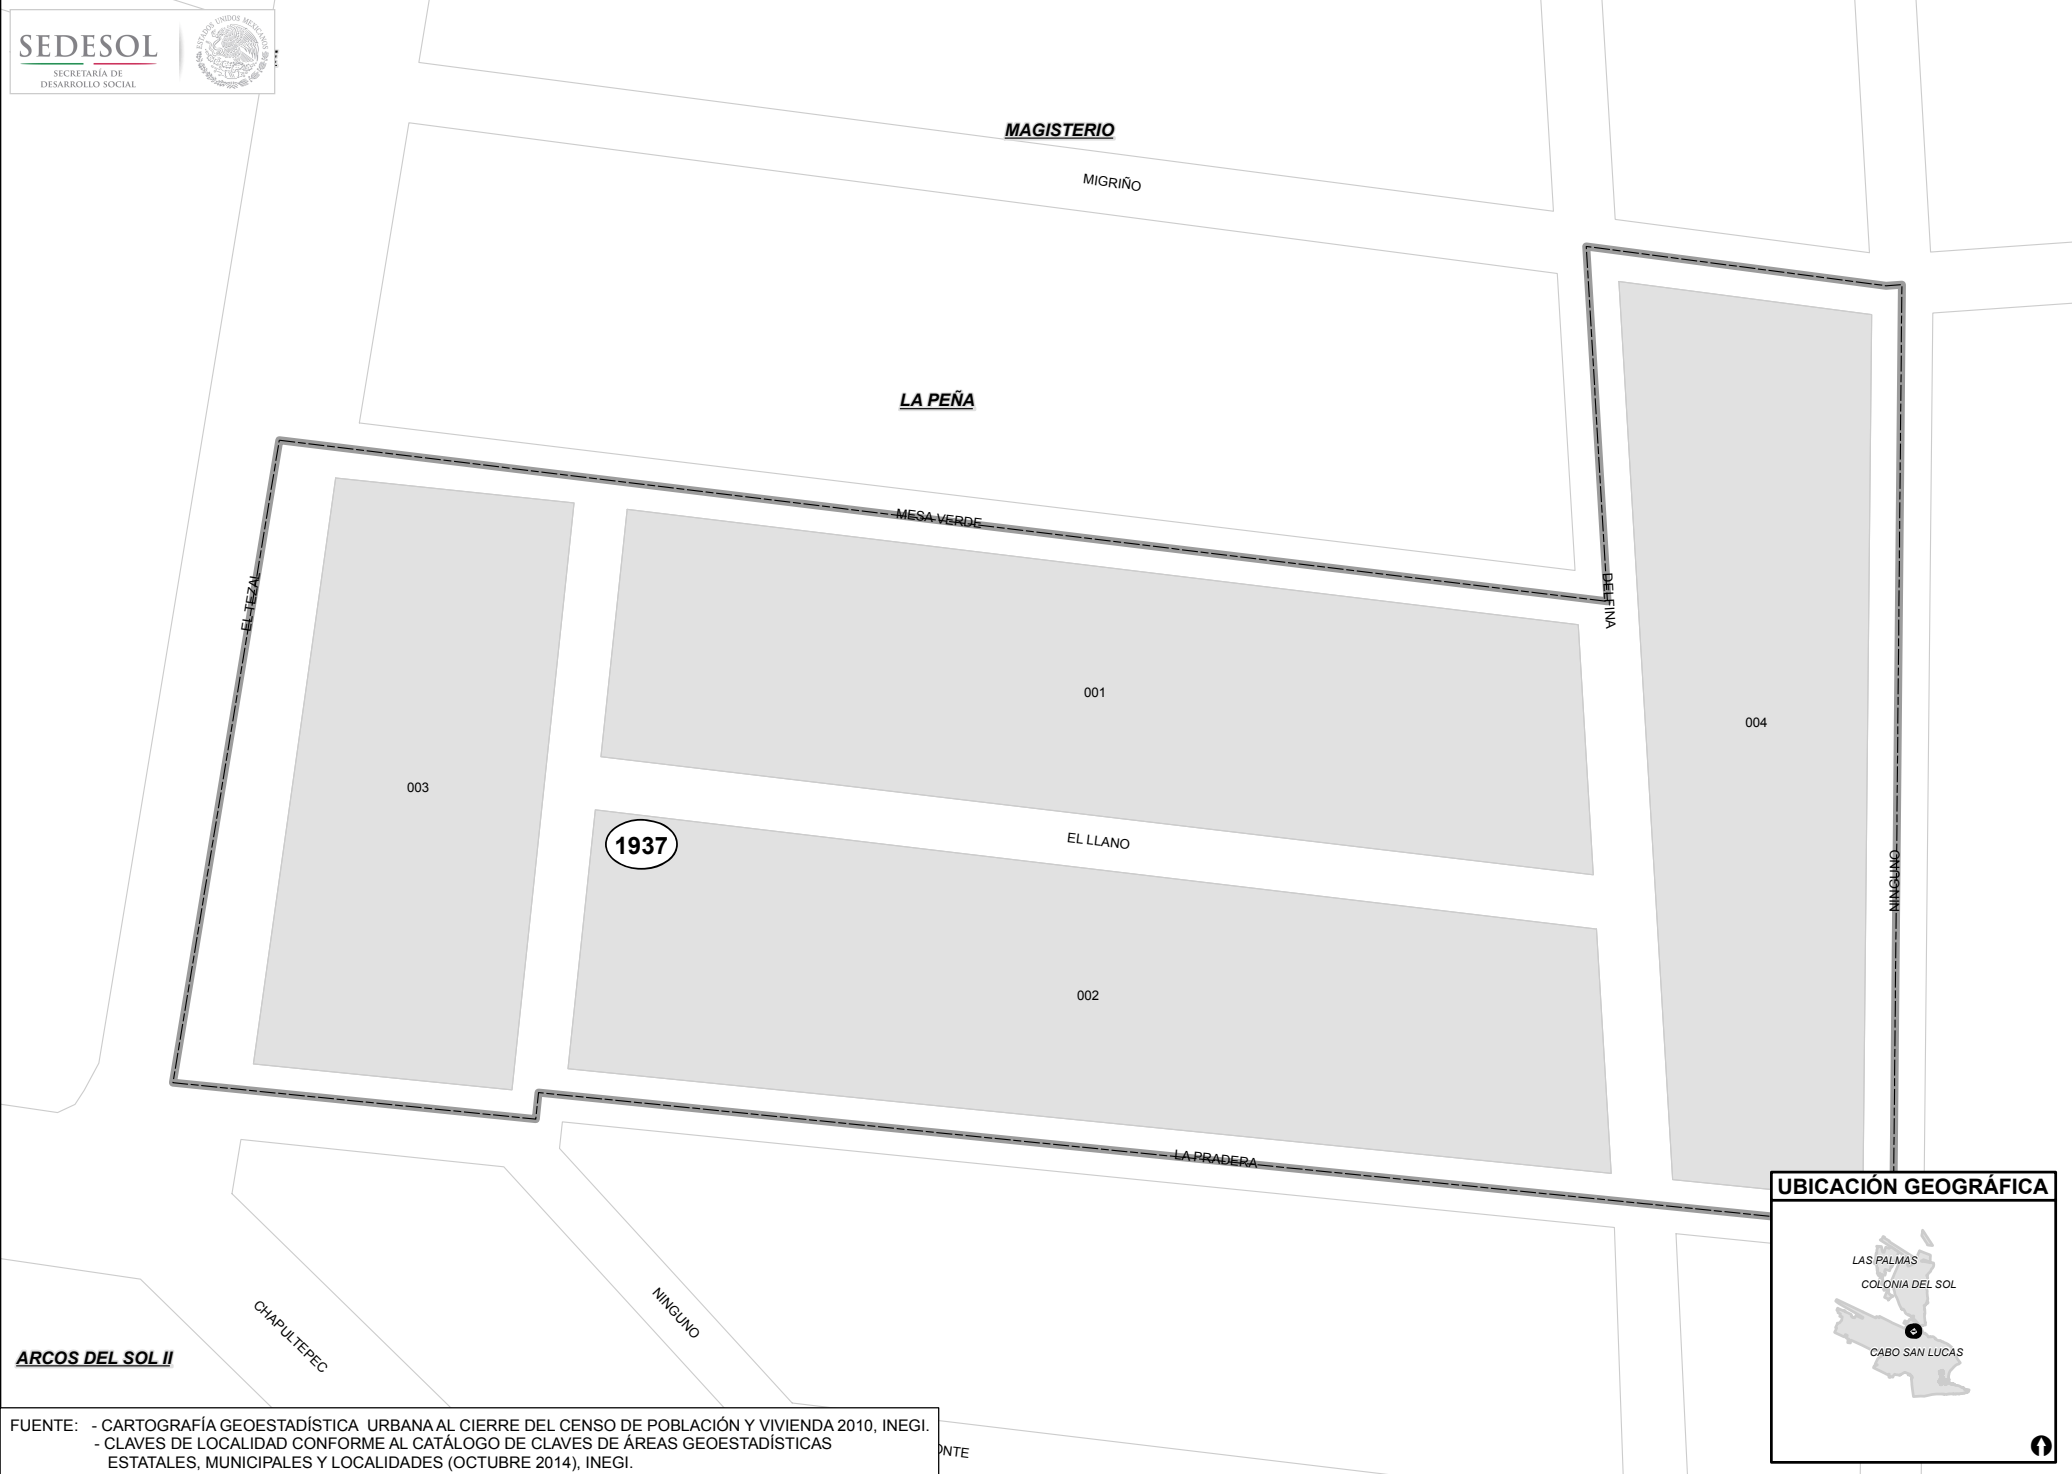 SEDESOL
SECRETARÍA DE
DESARROLLO SOCIAL
ESTADOS UNIDOS MEXICANOS
MAGISTERIO
MIGRIÑO
LA PEÑA
MESA VERDE
EL TEZAL
DELFINA
001
004
003
EL LLANO
1937
NINGUNO
002
LA PRADERA
UBICACIÓN GEOGRÁFICA
LAS PALMAS
COLONIA DEL SOL
CABO SAN LUCAS
CHAPULTEPEC
NINGUNO
ARCOS DEL SOL II
FUENTE: - CARTOGRAFÍA GEOESTADÍSTICA URBANA AL CIERRE DEL CENSO DE POBLACIÓN Y VIVIENDA 2010, INEGI.
- CLAVES DE LOCALIDAD CONFORME AL CATÁLOGO DE CLAVES DE ÁREAS GEOESTADÍSTICAS
ESTATALES, MUNICIPALES Y LOCALIDADES (OCTUBRE 2014), INEGI.